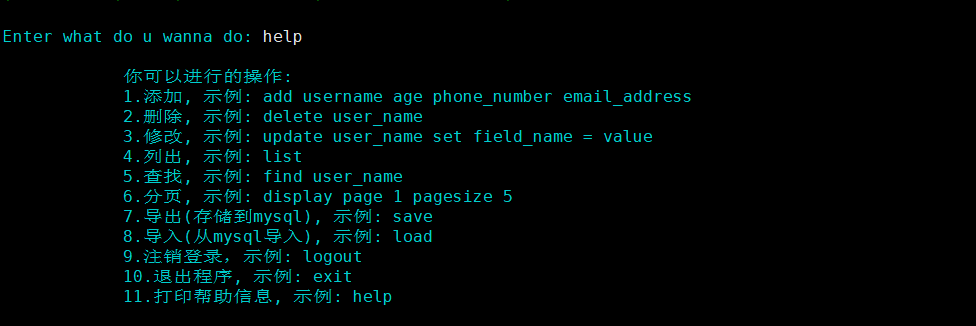 Enter what do u wanna do: help
你可以进行的操作:
1.添加, 示例: add username age phone_number email_address
2.删除, 示例: delete user_name
3.修改, 示例: update user_name set field_name = value
4.列出, 示例: list
5.查找, 示例: find user_name
6.分页, 示例: display page 1 pagesize 5
7.导出(存储到mysql), 示例: save
8.导入(从mysql导入), 示例: load
9.注销登录，示例: logout
10.退出程序, 示例: exit
11.打印帮助信息, 示例: help